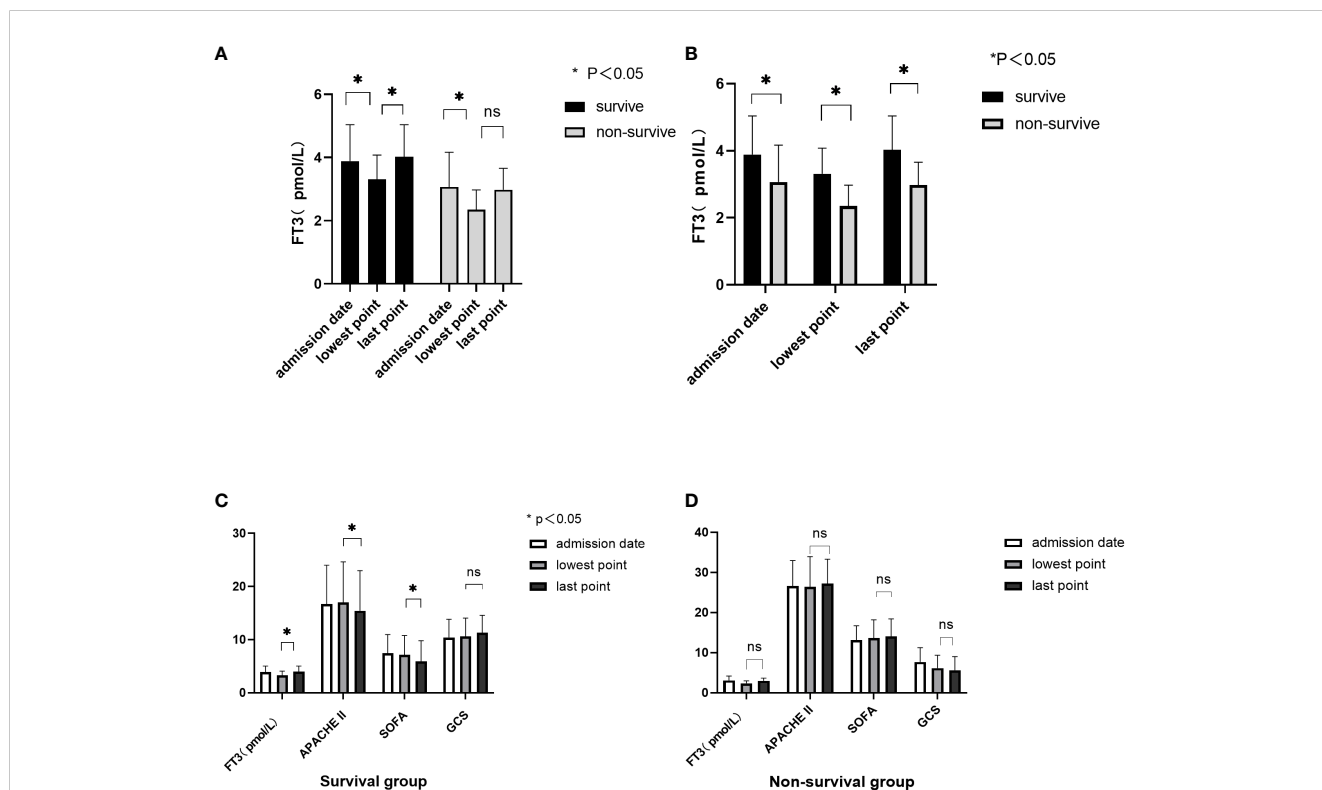 A
* P＜0.05
survive
non-survive
* * * ns
FT3( pmol/L)
6
4
2
0
admission date
lowest point
last point
admission date
lowest point
last point
B
*P＜0.05
survive
non-survive
* * *
FT3( pmol/L)
6
4
2
0
admission date
lowest point
last point
C
* p＜0.05
admission date
lowest point
last point
* * * ns
30
20
10
0
FT3( pmol/L)
APACHE II
SOFA
GCS
Survival group
D
admission date
lowest point
last point
ns ns ns ns
40
30
20
10
0
FT3( pmol/L)
APACHE II
SOFA
GCS
Non-survival group